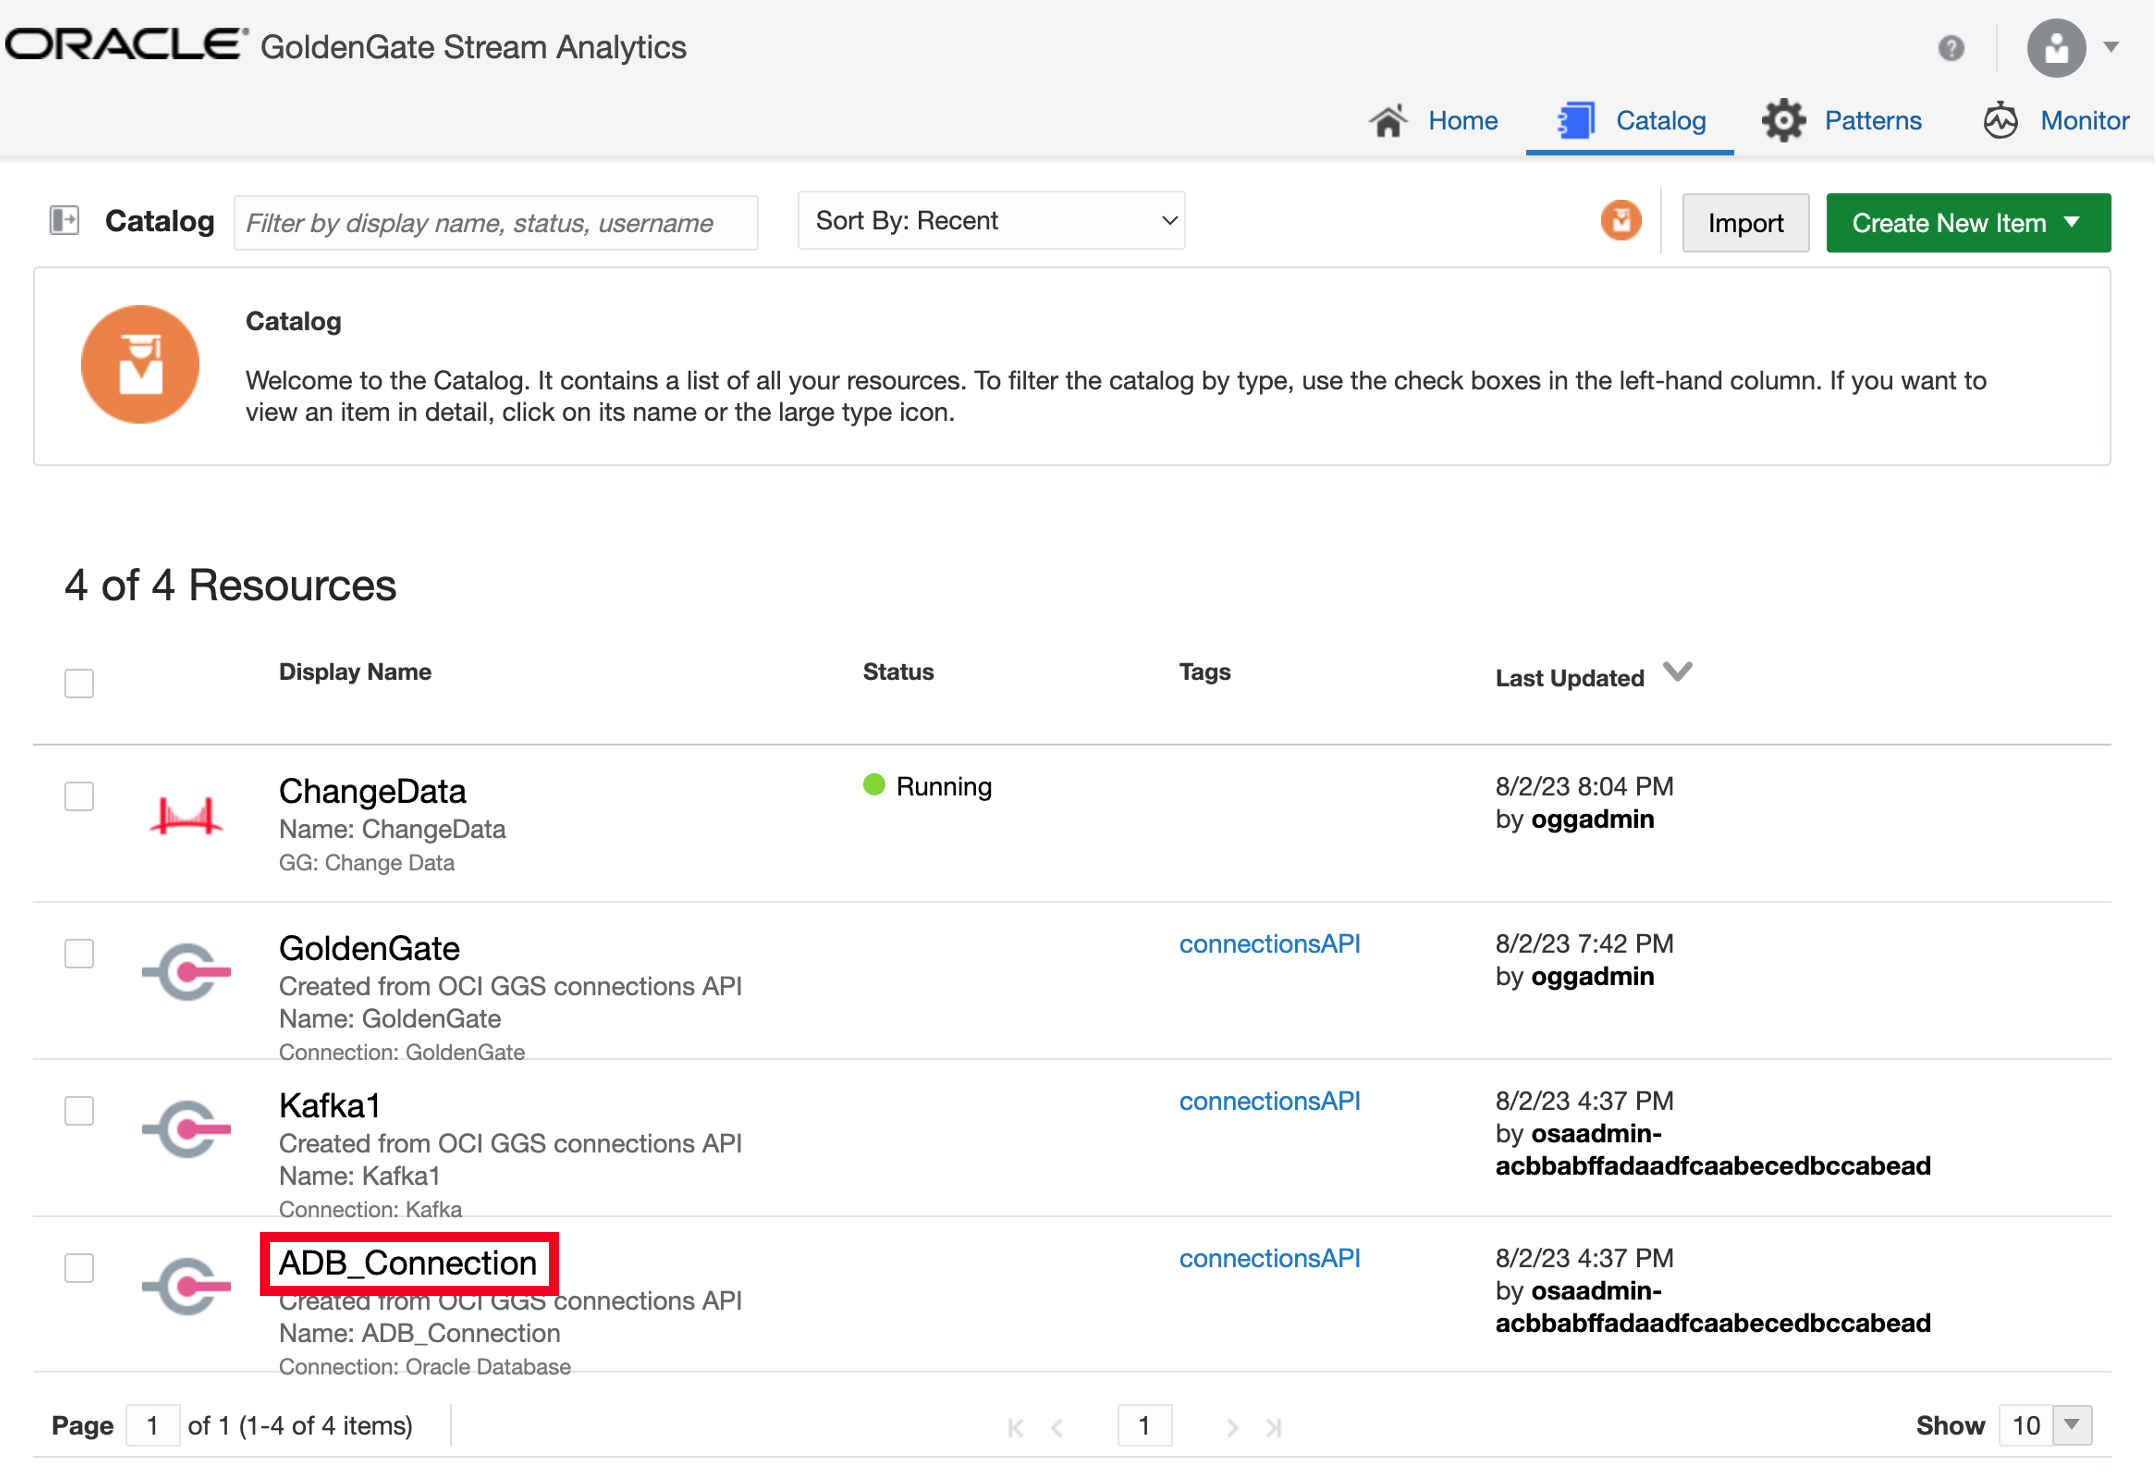 ORACLE® GoldenGate Stream Analytics
Home Catalog Patterns Monitor
Catalog Filter by display name, status, username Sort By: Recent Import Create New Item
Catalog
Welcome to the Catalog. It contains a list of all your resources. To filter the catalog by type, use the check boxes in the left-hand column. If you want to
view an item in detail, click on its name or the large type icon.
4 of 4 Resources
Display Name Status Tags Last Updated
ChangeData Running 8/2/23 8:04 PM
Name: ChangeData by oggadmin
GG: Change Data
GoldenGate connectionsAPI 8/2/23 7:42 PM
Created from OCI GGS connections API by oggadmin
Name: GoldenGate
Connection: GoldenGate
Kafka1 connectionsAPI 8/2/23 4:37 PM
Created from OCI GGS connections API by osaadmin-
Name: Kafka1 acbbabffadaadfcaabecedbccabead
Connection: Kafka
ADB_Connection connectionsAPI 8/2/23 4:37 PM
Created from OCI GGS connections API by osaadmin-
Name: ADB_Connection acbbabffadaadfcaabecedbccabead
Connection: Oracle Database
Page 1 of 1 (1-4 of 4 items) 1 Show 10